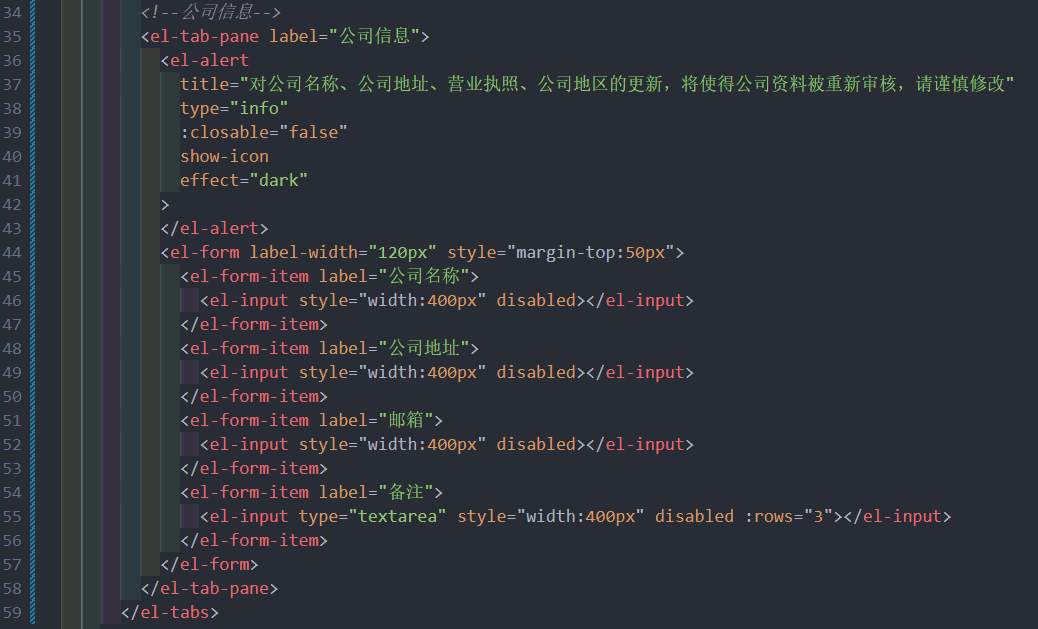 34 <!--公司信息-->
35 <el-tab-pane label="公司信息">
36 <el-alert
37 title="对公司名称、公司地址、营业执照、公司地区的更新，将使得公司资料被重新审核，请谨慎修改"
38 type="info"
39 :closable="false"
40 show-icon
41 effect="dark"
42 >
43 </el-alert>
44 <el-form label-width="120px" style="margin-top:50px">
45 <el-form-item label="公司名称">
46 <el-input style="width:400px" disabled></el-input>
47 </el-form-item>
48 <el-form-item label="公司地址">
49 <el-input style="width:400px" disabled></el-input>
50 </el-form-item>
51 <el-form-item label="邮箱">
52 <el-input style="width:400px" disabled></el-input>
53 </el-form-item>
54 <el-form-item label="备注">
55 <el-input type="textarea" style="width:400px" disabled :rows="3"></el-input>
56 </el-form-item>
57 </el-form>
58 </el-tab-pane>
59 </el-tabs>